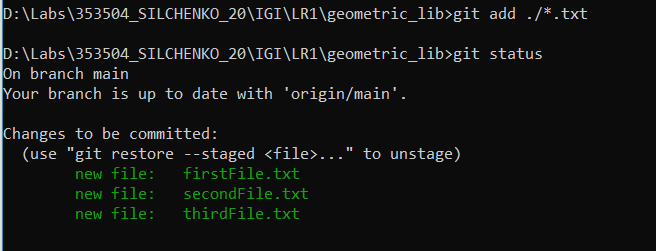 D:\Labs\353504_SILCHENKO_20\IGI\LR1\geometric_lib>git add ./*.txt
D:\Labs\353504_SILCHENKO_20\IGI\LR1\geometric_lib>git status
On branch main
Your branch is up to date with 'origin/main'.
Changes to be committed:
  (use "git restore --staged <file>..." to unstage)
        new file:   firstFile.txt
        new file:   secondFile.txt
        new file:   thirdFile.txt